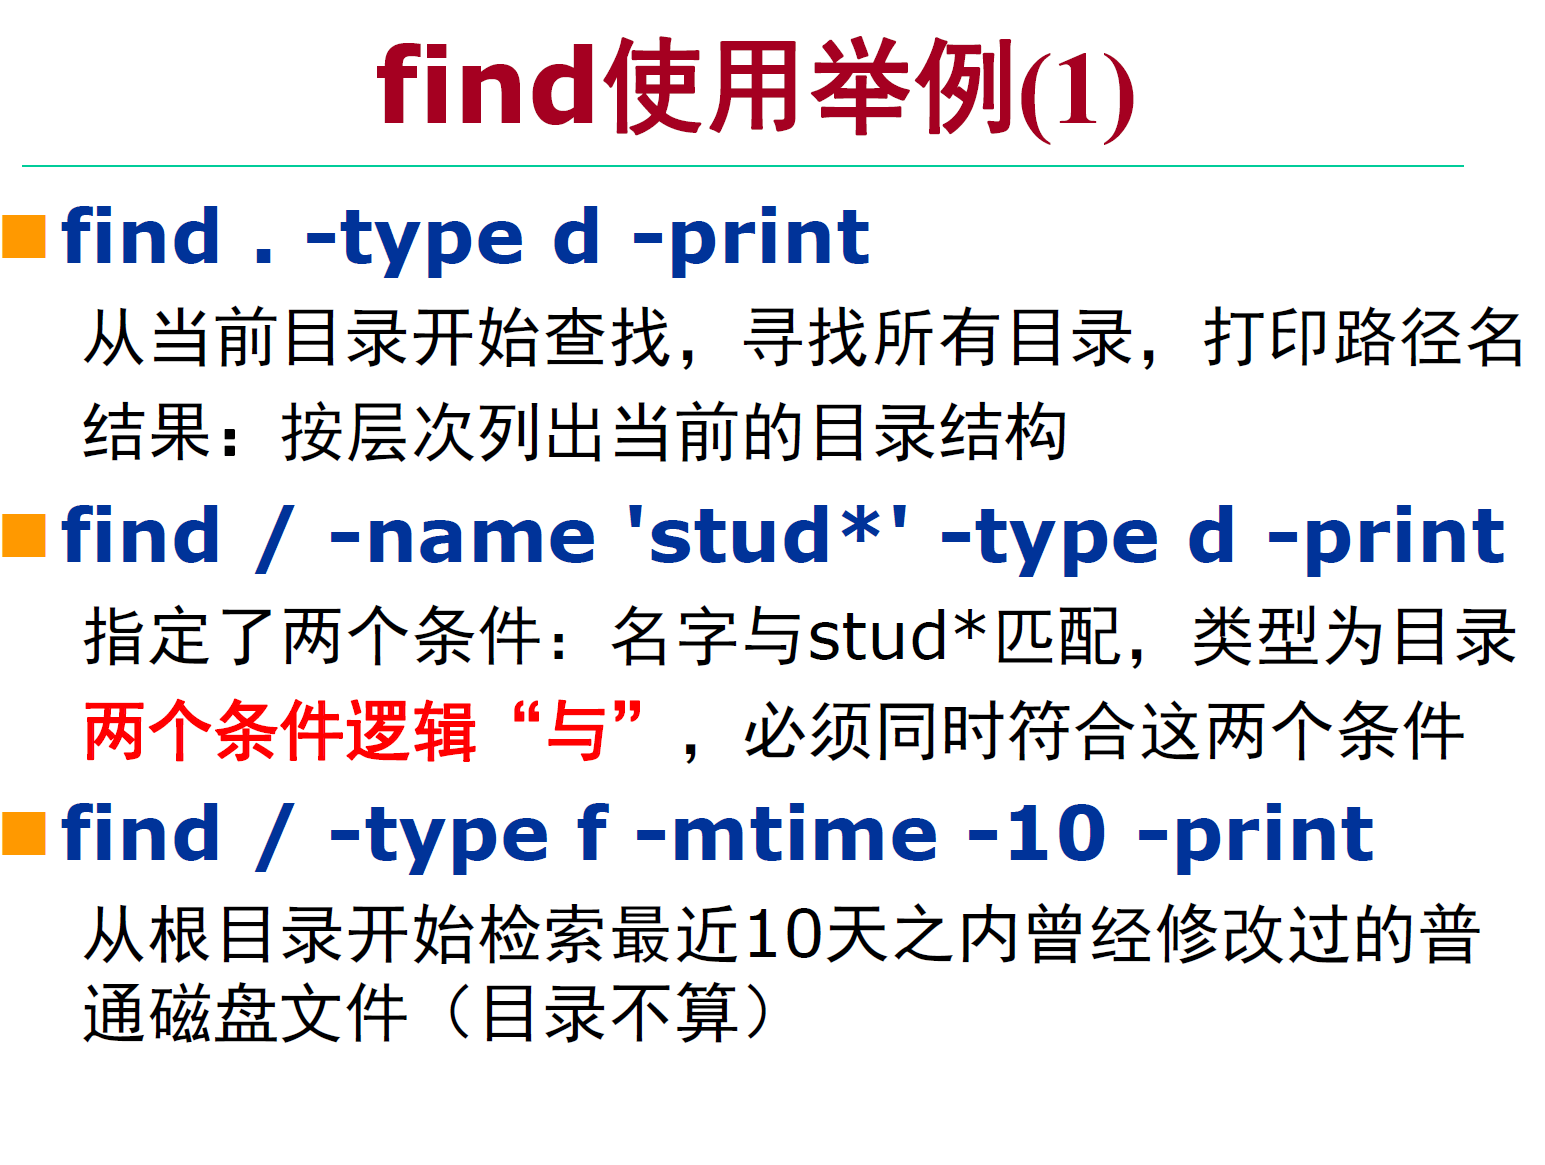 find使用举例(1)
find . -type d -print
从当前目录开始查找，寻找所有目录，打印路径名
结果：按层次列出当前的目录结构
find / -name 'stud*' -type d -print
指定了两个条件：名字与stud*匹配，类型为目录
两个条件逻辑“与”，必须同时符合这两个条件
find / -type f -mtime -10 -print
从根目录开始检索最近10天之内曾经修改过的普
通磁盘文件（目录不算）